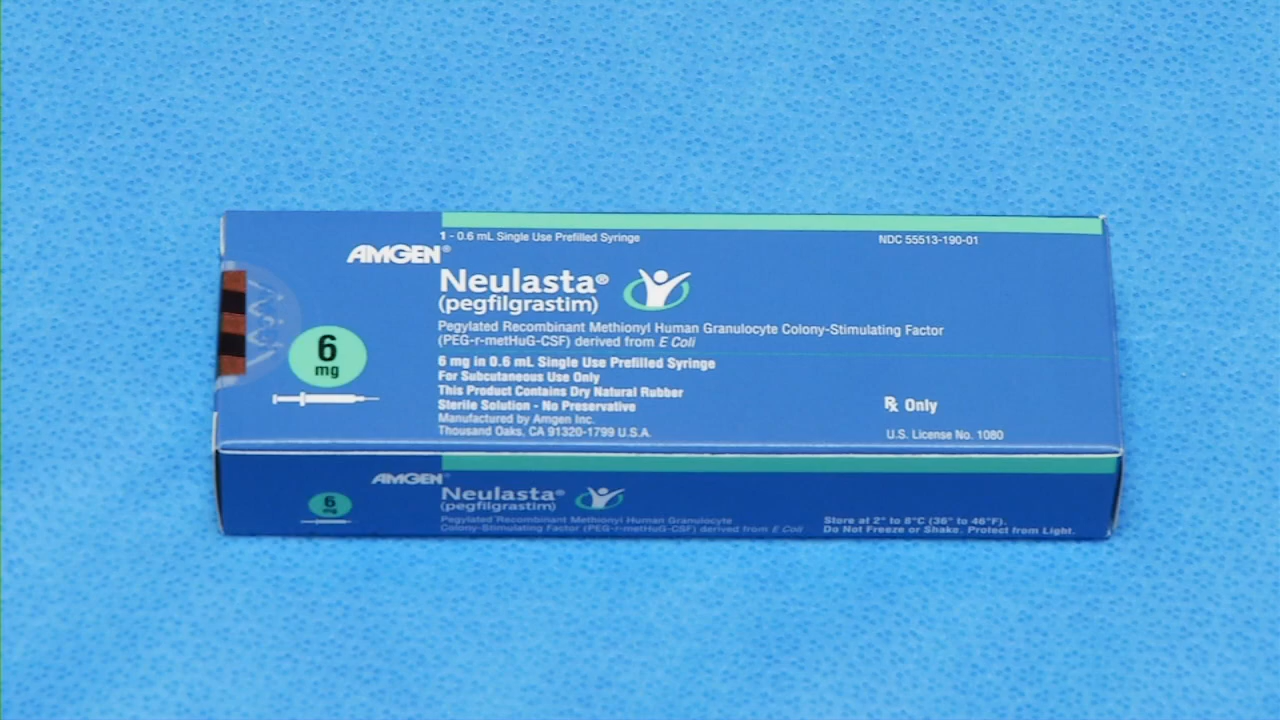 1 - 0.6 mL Single Use Prefilled Syringe
NDC 55513-190-01
AMGEN®
Neulasta®
(pegfilgrastim)
Pegylated Recombinant Methionyl Human Granulocyte Colony-Stimulating Factor
(PEG-r-metHuG-CSF) derived from E Coli
6
mg
6 mg in 0.6 mL Single Use Prefilled Syringe
For Subcutaneous Use Only
This Product Contains Dry Natural Rubber
Sterile Solution - No Preservative
Manufactured by Amgen Inc.
Thousand Oaks, CA 91320-1799 U.S.A.
℞ Only
U.S. License No. 1080
AMGEN®
Neulasta®
(pegfilgrastim)
6
mg
Pegylated Recombinant Methionyl Human Granulocyte
Colony-Stimulating Factor (PEG-r-metHuG-CSF) derived from E Coli
Store at 2° to 8°C (36° to 46°F).
Do Not Freeze or Shake. Protect from Light.